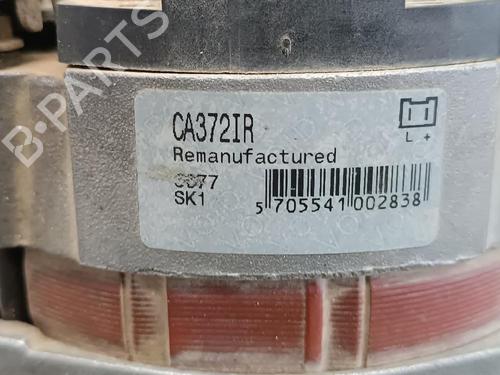 CA372IR
L +
Remanufactured
SK1
5 705541 002838
B-PARTS